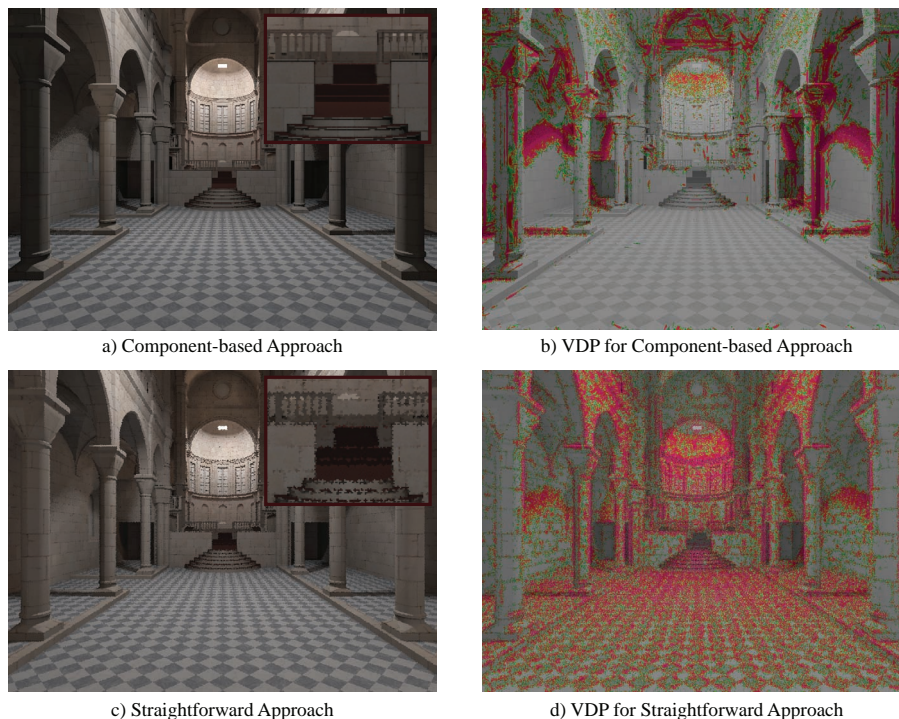 a) Component-based Approach
b) VDP for Component-based Approach
c) Straightforward Approach
d) VDP for Straightforward Approach